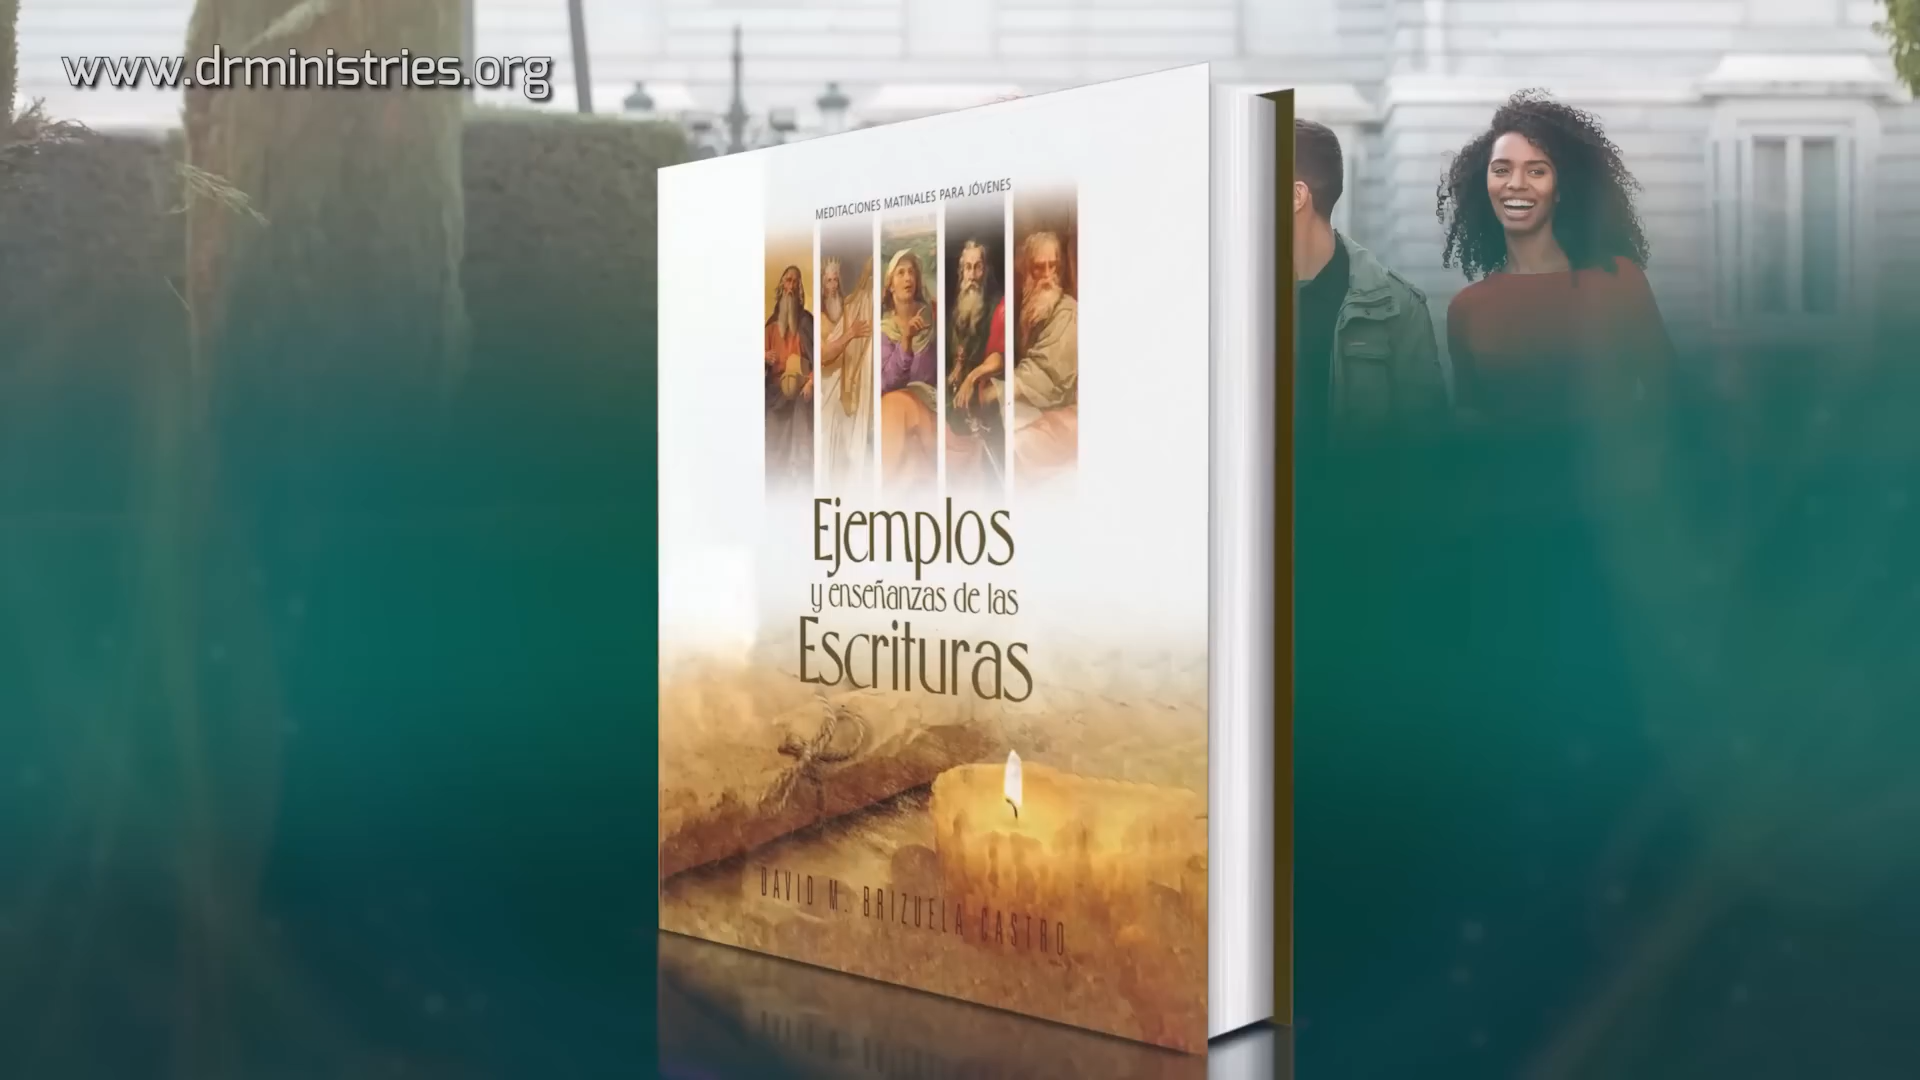 www.drministries.org
MEDITACIONES MATINALES PARA JÓVENES
Ejemplos
y enseñanzas de las
Escrituras
DAVID M. BRIZUELA CASTRO